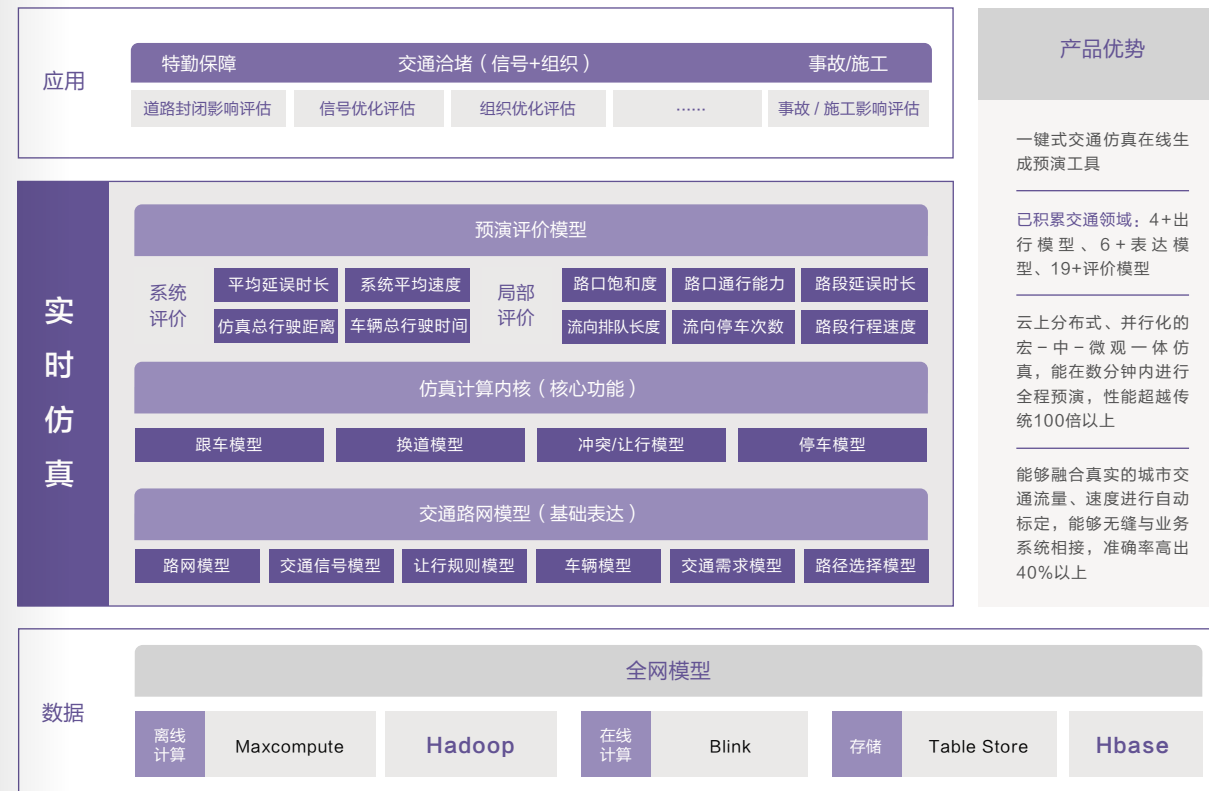 应用
特勤保障
交通治堵（信号+组织）
事故/施工
道路封闭影响评估
信号优化评估
组织优化评估
······
事故 / 施工影响评估
实
时
仿
真
预演评价模型
系统
评价
平均延误时长
系统平均速度
仿真总行驶距离
车辆总行驶时间
局部
评价
路口饱和度
路口通行能力
路段延误时长
流向排队长度
流向停车次数
路段行程速度
仿真计算内核（核心功能）
跟车模型
换道模型
冲突/让行模型
停车模型
交通路网模型（基础表达）
路网模型
交通信号模型
让行规则模型
车辆模型
交通需求模型
路径选择模型
产品优势
一键式交通仿真在线生
成预演工具
已积累交通领域：4+出
行模型、6+表达模
型、19+评价模型
云上分布式、并行化的
宏-中-微观一体仿
真，能在数分钟内进行
全程预演，性能超越传
统100倍以上
能够融合真实的城市交
通流量、速度进行自动
标定，能够无缝与业务
系统相接，准确率高出
40%以上
数据
全网模型
离线
计算
Maxcompute
Hadoop
在线
计算
Blink
存储
Table Store
Hbase